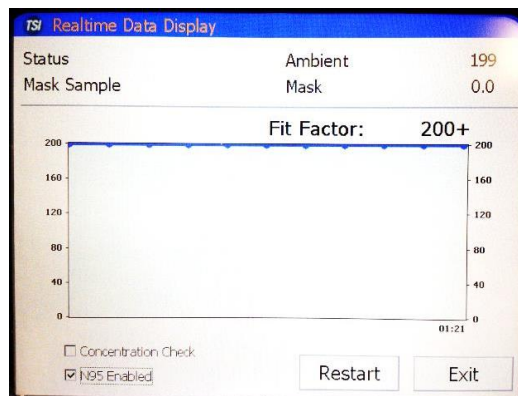 TSI Realtime Data Display
Status Ambient 199
Mask Sample Mask 0.0
Fit Factor: 200+
200 200
160 160
120 120
80 80
40 40
0 0
01:21
Concentration Check
N95 Enabled
Restart Exit